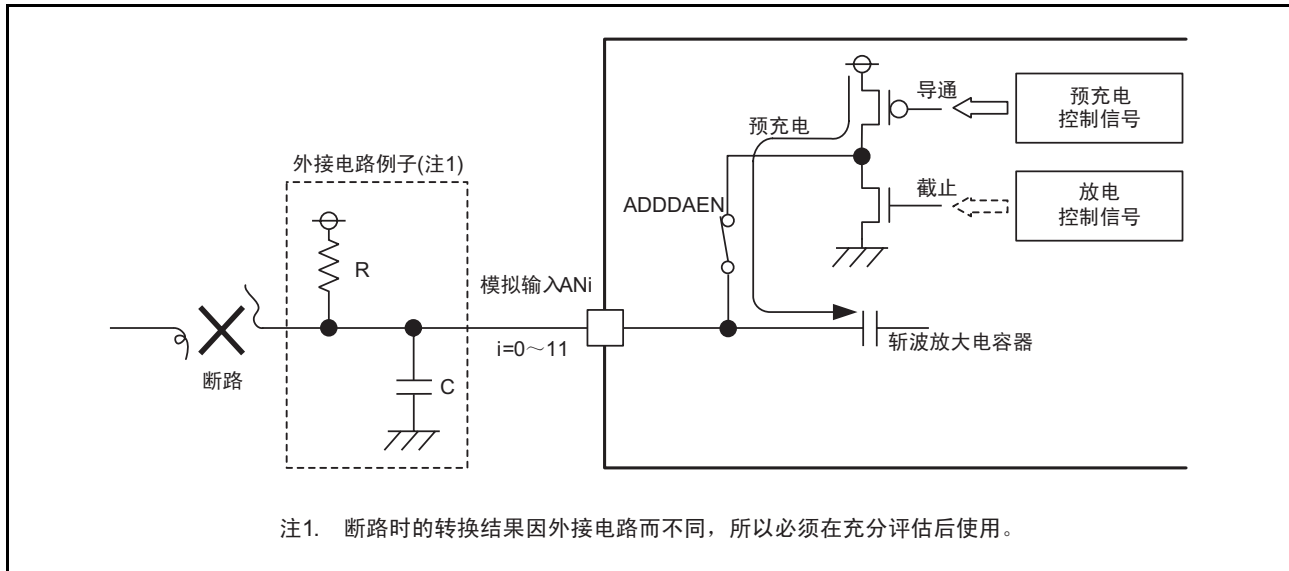 导通
预充电
控制信号
预充电
外接电路例子(注1)
截止
放电
控制信号
ADDDAEN
R
模拟输入ANi
i=0～11
斩波放大电容器
断路
C
注1. 断路时的转换结果因外接电路而不同，所以必须在充分评估后使用。